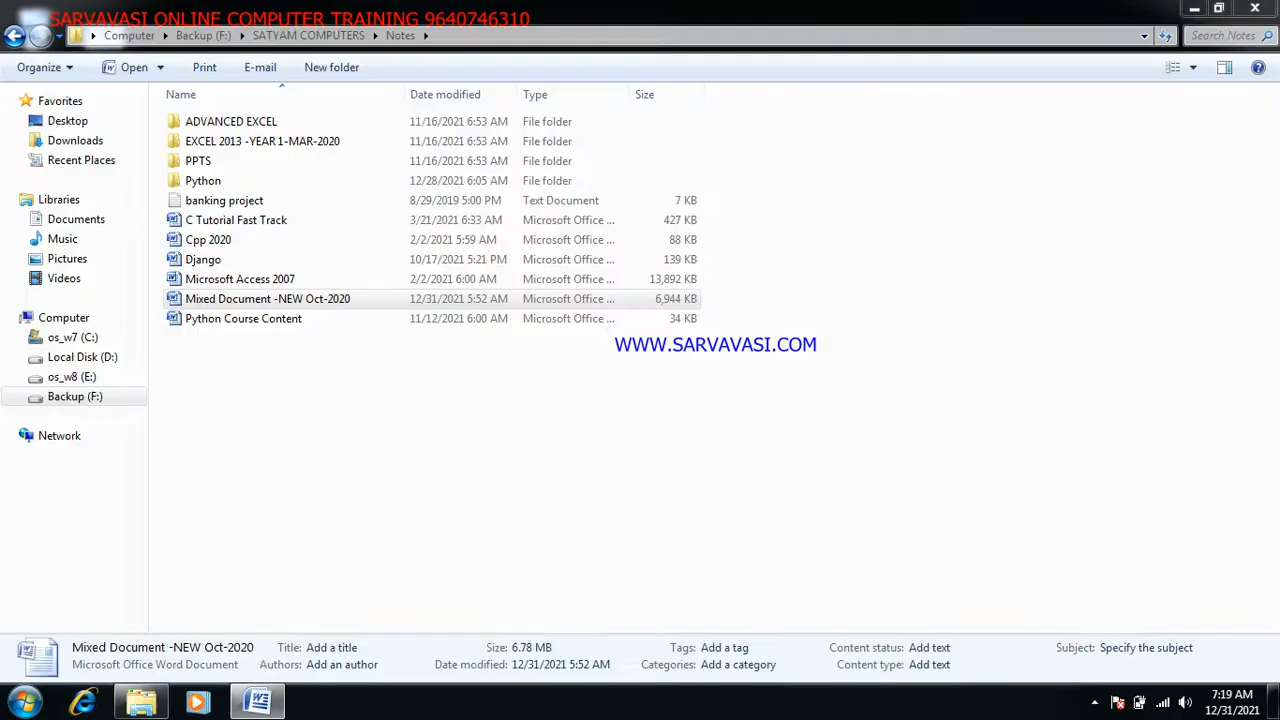 SARVAVASI ONLINE COMPUTER TRAINING 9640746310
Computer Backup (F:) SATYAM COMPUTERS Notes
Search Notes
Organize Open Print E-mail New folder
Name Date modified Type Size
Favorites
Desktop
Downloads
Recent Places
Libraries
Documents
Music
Pictures
Videos
Computer
os_w7 (C:)
Local Disk (D:)
os_w8 (E:)
Backup (F:)
Network
ADVANCED EXCEL 11/16/2021 6:53 AM File folder
EXCEL 2013 -YEAR 1-MAR-2020 11/16/2021 6:53 AM File folder
PPTS 11/16/2021 6:53 AM File folder
Python 12/28/2021 6:05 AM File folder
banking project 8/29/2019 5:00 PM Text Document 7 KB
C Tutorial Fast Track 3/21/2021 6:33 AM Microsoft Office ... 427 KB
Cpp 2020 2/2/2021 5:59 AM Microsoft Office ... 88 KB
Django 10/17/2021 5:21 PM Microsoft Office ... 139 KB
Microsoft Access 2007 2/2/2021 6:00 AM Microsoft Office ... 13,892 KB
Mixed Document -NEW Oct-2020 12/31/2021 5:52 AM Microsoft Office ... 6,944 KB
Python Course Content 11/12/2021 6:00 AM Microsoft Office ... 34 KB
WWW.SARVAVASI.COM
Mixed Document -NEW Oct-2020 Title: Add a title Size: 6.78 MB Tags: Add a tag Content status: Add text Subject: Specify the subject
Microsoft Office Word Document Authors: Add an author Date modified: 12/31/2021 5:52 AM Categories: Add a category Content type: Add text
7:19 AM
12/31/2021